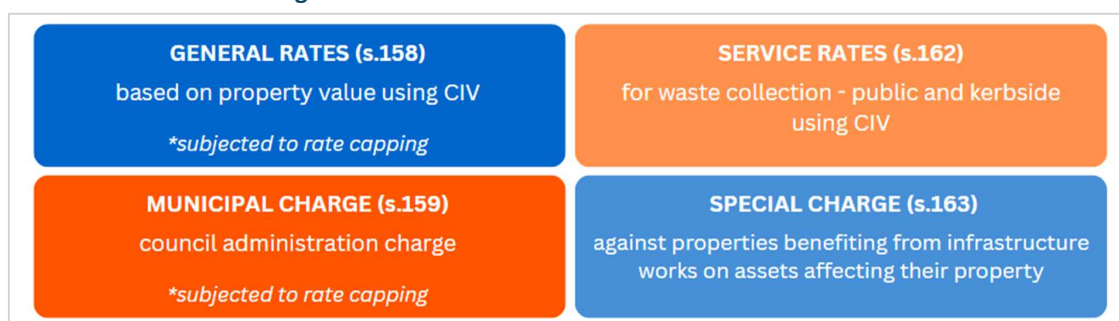 GENERAL RATES (s.158)
based on property value using CIV
*subjected to rate capping
SERVICE RATES (s.162)
for waste collection - public and kerbside
using CIV
MUNICIPAL CHARGE (s.159)
council administration charge
*subjected to rate capping
SPECIAL CHARGE (s.163)
against properties benefiting from infrastructure
works on assets affecting their property